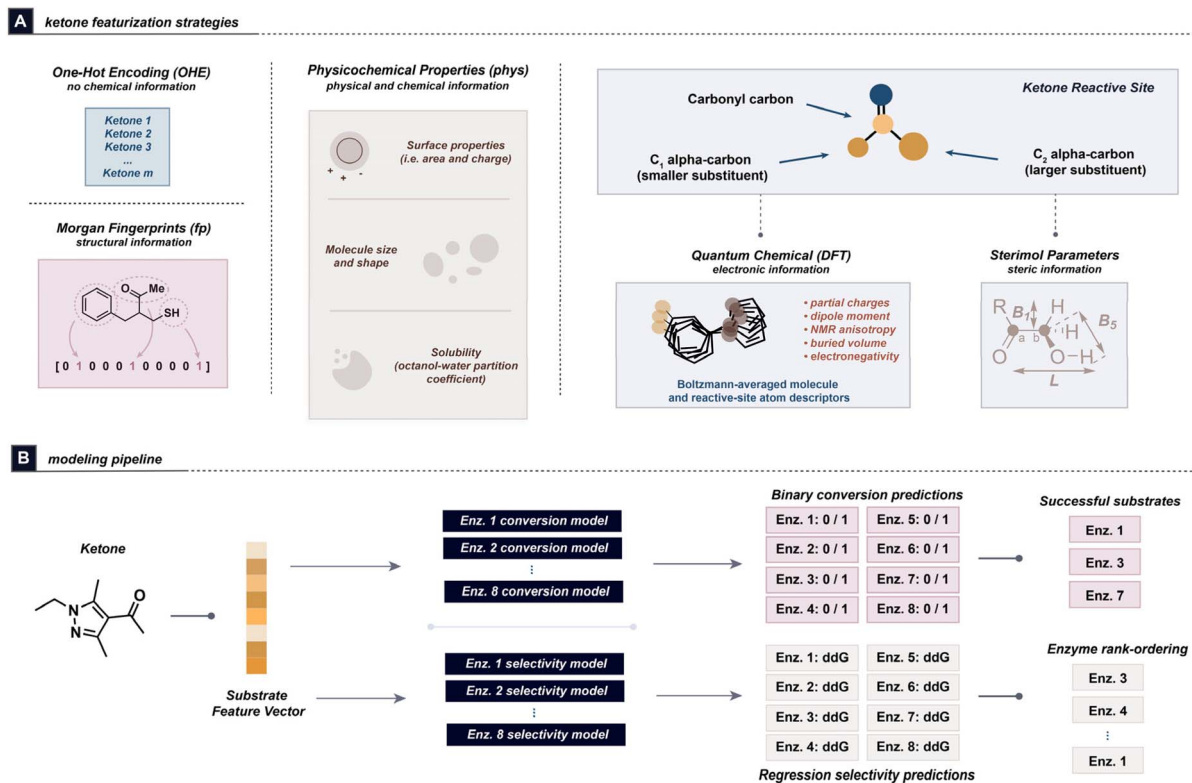 A ketone featurization strategies
One-Hot Encoding (OHE)
no chemical information
Ketone 1
Ketone 2
Ketone 3
...
Ketone m
Morgan Fingerprints (fp)
structural information
O
Me
SH
[ 0 1 0 0 0 1 0 0 0 0 1 ]
Physicochemical Properties (phys)
physical and chemical information
+ + -
Surface properties
(i.e. area and charge)
Molecule size
and shape
Solubility
(octanol-water partition
coefficient)
Ketone Reactive Site
Carbonyl carbon
C1 alpha-carbon
(smaller substituent)
C2 alpha-carbon
(larger substituent)
Quantum Chemical (DFT)
electronic information
• partial charges
• dipole moment
• NMR anisotropy
• buried volume
• electronegativity
Boltzmann-averaged molecule
and reactive-site atom descriptors
Sterimol Parameters
steric information
R B1 H
H B5
a b
O O-H
L
B modeling pipeline
Ketone
N
N
O
Substrate
Feature Vector
Enz. 1 conversion model
Enz. 2 conversion model
⋮
Enz. 8 conversion model
Enz. 1 selectivity model
Enz. 2 selectivity model
⋮
Enz. 8 selectivity model
Binary conversion predictions
Enz. 1: 0 / 1 Enz. 5: 0 / 1
Enz. 2: 0 / 1 Enz. 6: 0 / 1
Enz. 3: 0 / 1 Enz. 7: 0 / 1
Enz. 4: 0 / 1 Enz. 8: 0 / 1
Enz. 1: ddG Enz. 5: ddG
Enz. 2: ddG Enz. 6: ddG
Enz. 3: ddG Enz. 7: ddG
Enz. 4: ddG Enz. 8: ddG
Regression selectivity predictions
Successful substrates
Enz. 1
Enz. 3
Enz. 7
Enzyme rank-ordering
Enz. 3
Enz. 4
⋮
Enz. 1